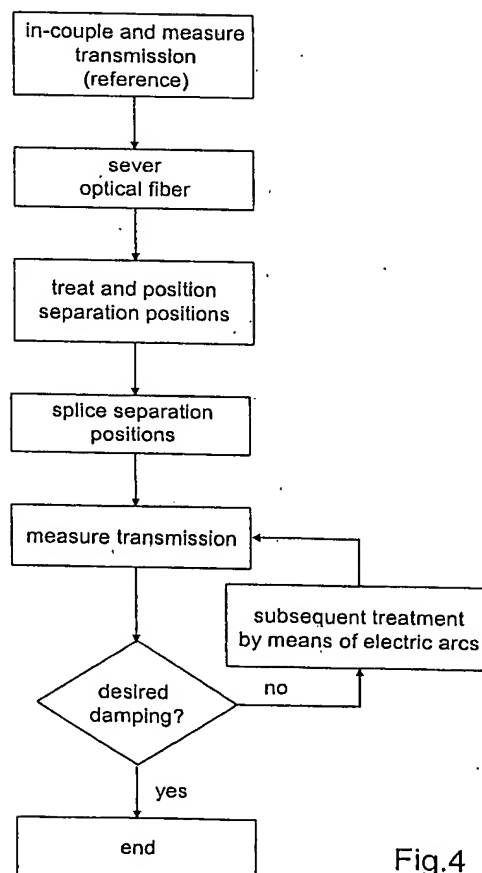 in-couple and measure
transmission
(reference)
sever
optical fiber
treat and position
separation positions
splice separation
positions
measure transmission
subsequent treatment
by means of electric arcs
desired
damping?
no
yes
end
Fig.4